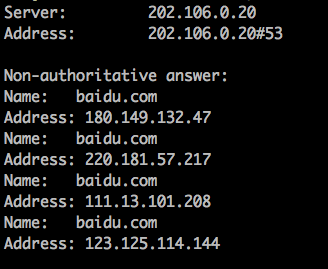 Server: 202.106.0.20
Address: 202.106.0.20#53
Non-authoritative answer:
Name: baidu.com
Address: 180.149.132.47
Name: baidu.com
Address: 220.181.57.217
Name: baidu.com
Address: 111.13.101.208
Name: baidu.com
Address: 123.125.114.144